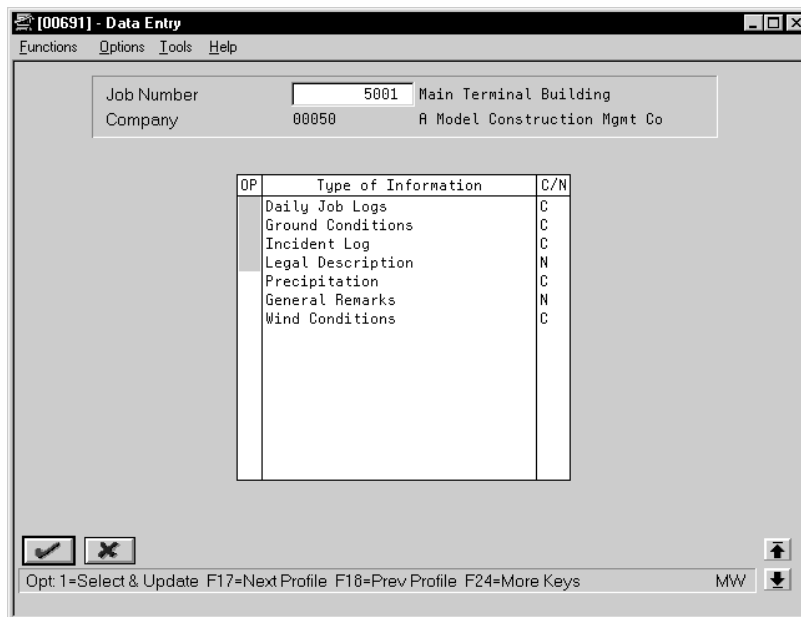 [00691] - Data Entry
Functions Options Tools Help
Job Number 5001 Main Terminal Building
Company 00050 A Model Construction Mgmt Co
OP Type of Information C/N
Daily Job Logs C
Ground Conditions C
Incident Log C
Legal Description N
Precipitation C
General Remarks N
Wind Conditions C
Opt: 1=Select & Update F17=Next Profile F18=Prev Profile F24=More Keys MW